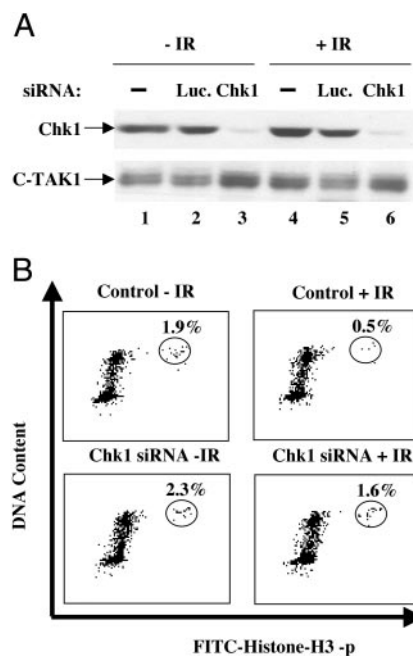 A
- IR + IR
siRNA: – Luc. Chk1 – Luc. Chk1
Chk1
C-TAK1
1 2 3 4 5 6
B
Control - IR Control + IR
1.9% 0.5%
Chk1 siRNA -IR Chk1 siRNA + IR
2.3% 1.6%
DNA Content
FITC-Histone-H3 -p